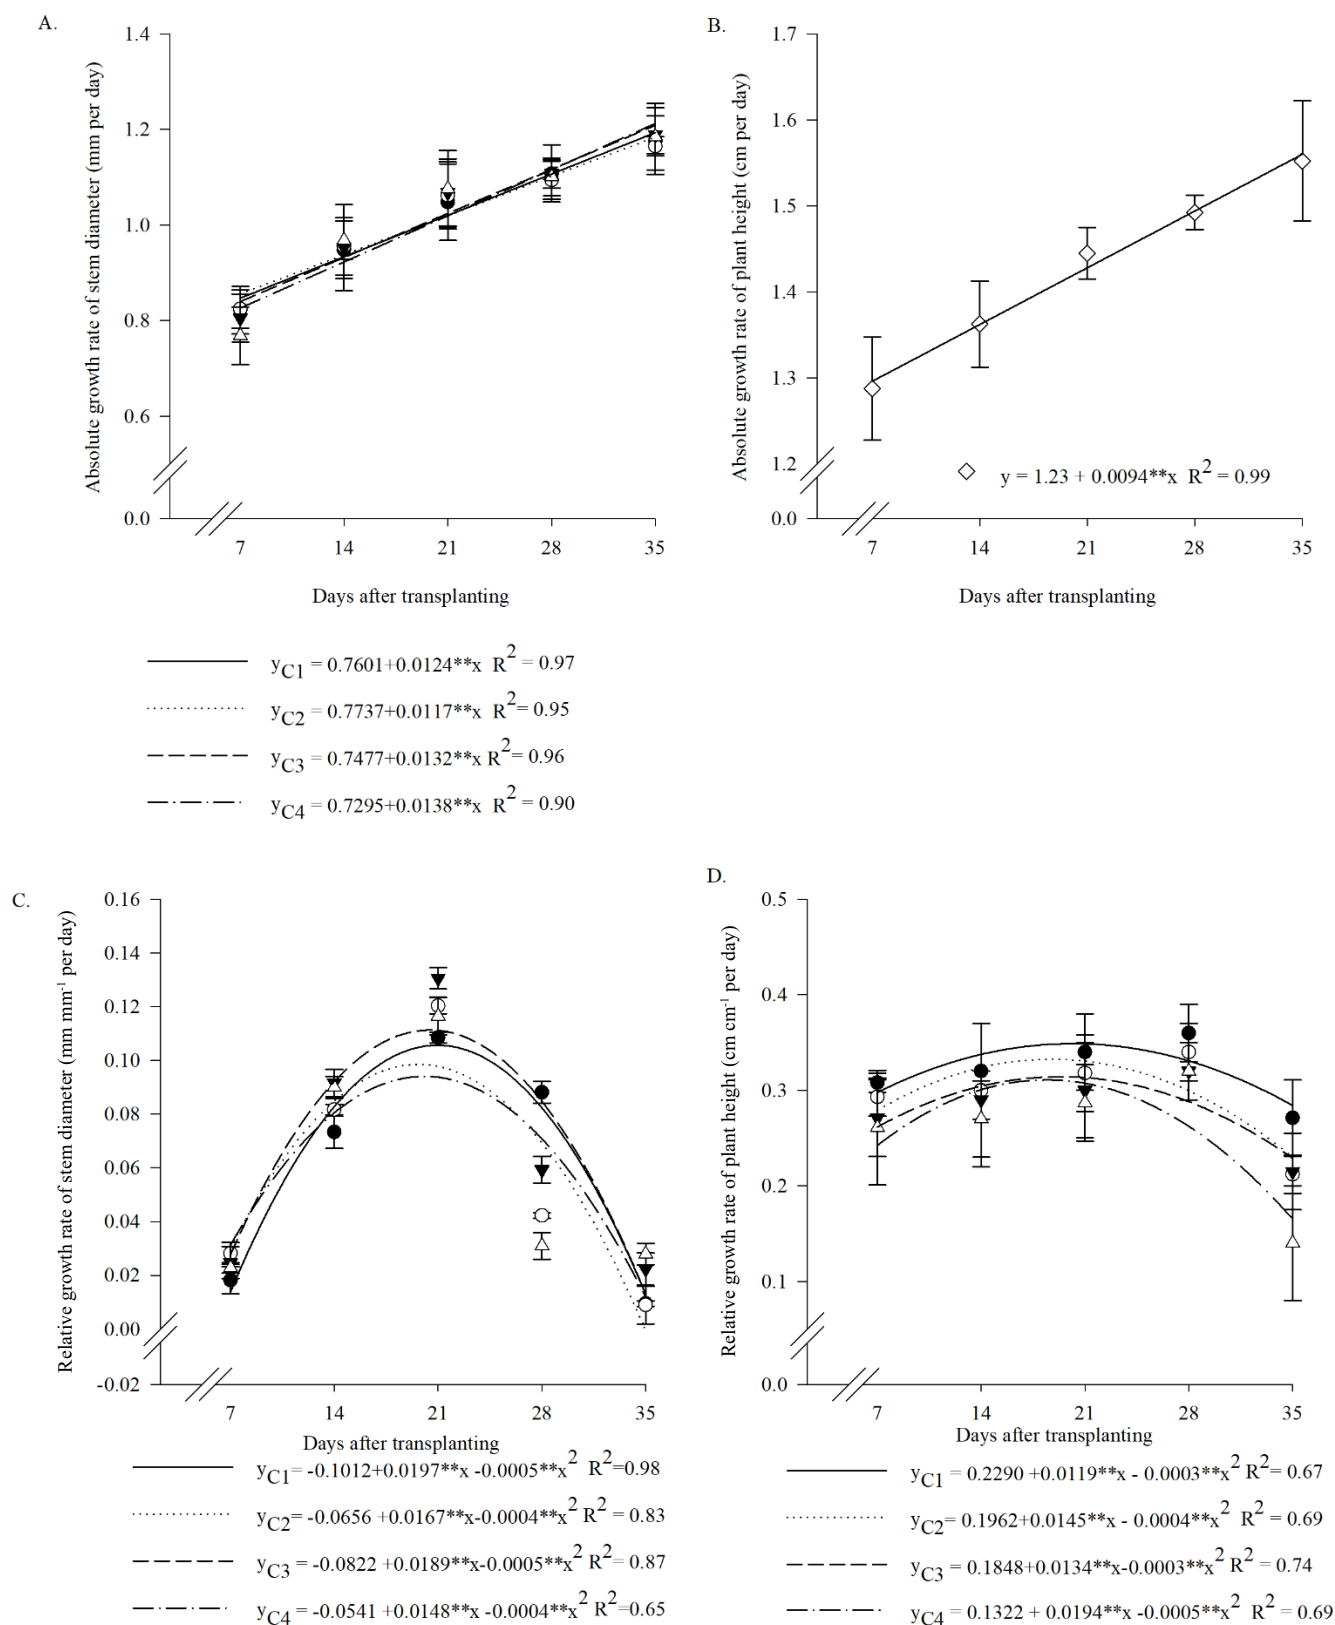 A.
Absolute growth rate of stem diameter (mm per day)
1.4
1.2
1.0
0.8
0.6
0.0
7 14 21 28 35
Days after transplanting
y_C1 = 0.7601+0.0124**x R² = 0.97
y_C2 = 0.7737+0.0117**x R²= 0.95
y_C3 = 0.7477+0.0132**x R²= 0.96
y_C4 = 0.7295+0.0138**x R² = 0.90
B.
Absolute growth rate of plant height (cm per day)
1.7
1.6
1.5
1.4
1.3
1.2
0.0
y = 1.23 + 0.0094**x R² = 0.99
7 14 21 28 35
Days after transplanting
C.
Relative growth rate of stem diameter (mm mm⁻¹ per day)
0.16
0.14
0.12
0.10
0.08
0.06
0.04
0.02
0.00
-0.02
7 14 21 28 35
Days after transplanting
y_C1= -0.1012+0.0197**x -0.0005**x² R²=0.98
y_C2= -0.0656 +0.0167**x-0.0004**x² R² = 0.83
y_C3 = -0.0822 +0.0189**x-0.0005**x² R²= 0.87
y_C4 = -0.0541 +0.0148**x -0.0004**x² R²=0.65
D.
Relative growth rate of plant height (cm cm⁻¹ per day)
0.5
0.4
0.3
0.2
0.1
0.0
7 14 21 28 35
Days after transplanting
y_C1 = 0.2290 +0.0119**x - 0.0003**x² R²= 0.67
y_C2= 0.1962+0.0145**x - 0.0004**x² R² = 0.69
y_C3 = 0.1848+0.0134**x-0.0003**x² R² = 0.74
y_C4 = 0.1322 + 0.0194**x -0.0005**x² R² = 0.69